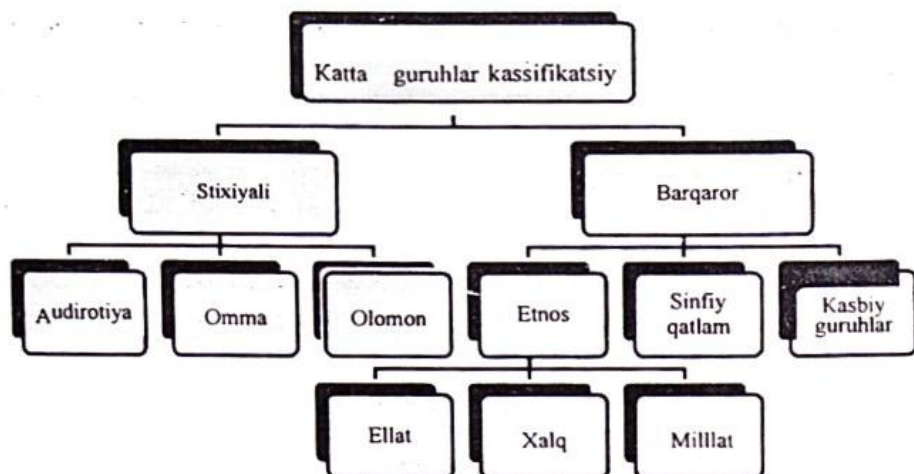 Katta guruhlar kassifikatsiy
Stixiyali
Barqaror
Audirotiya
Omma
Olomon
Etnos
Sinfiy
qatlam
Kasbiy
guruhlar
Ellat
Xalq
Milllat